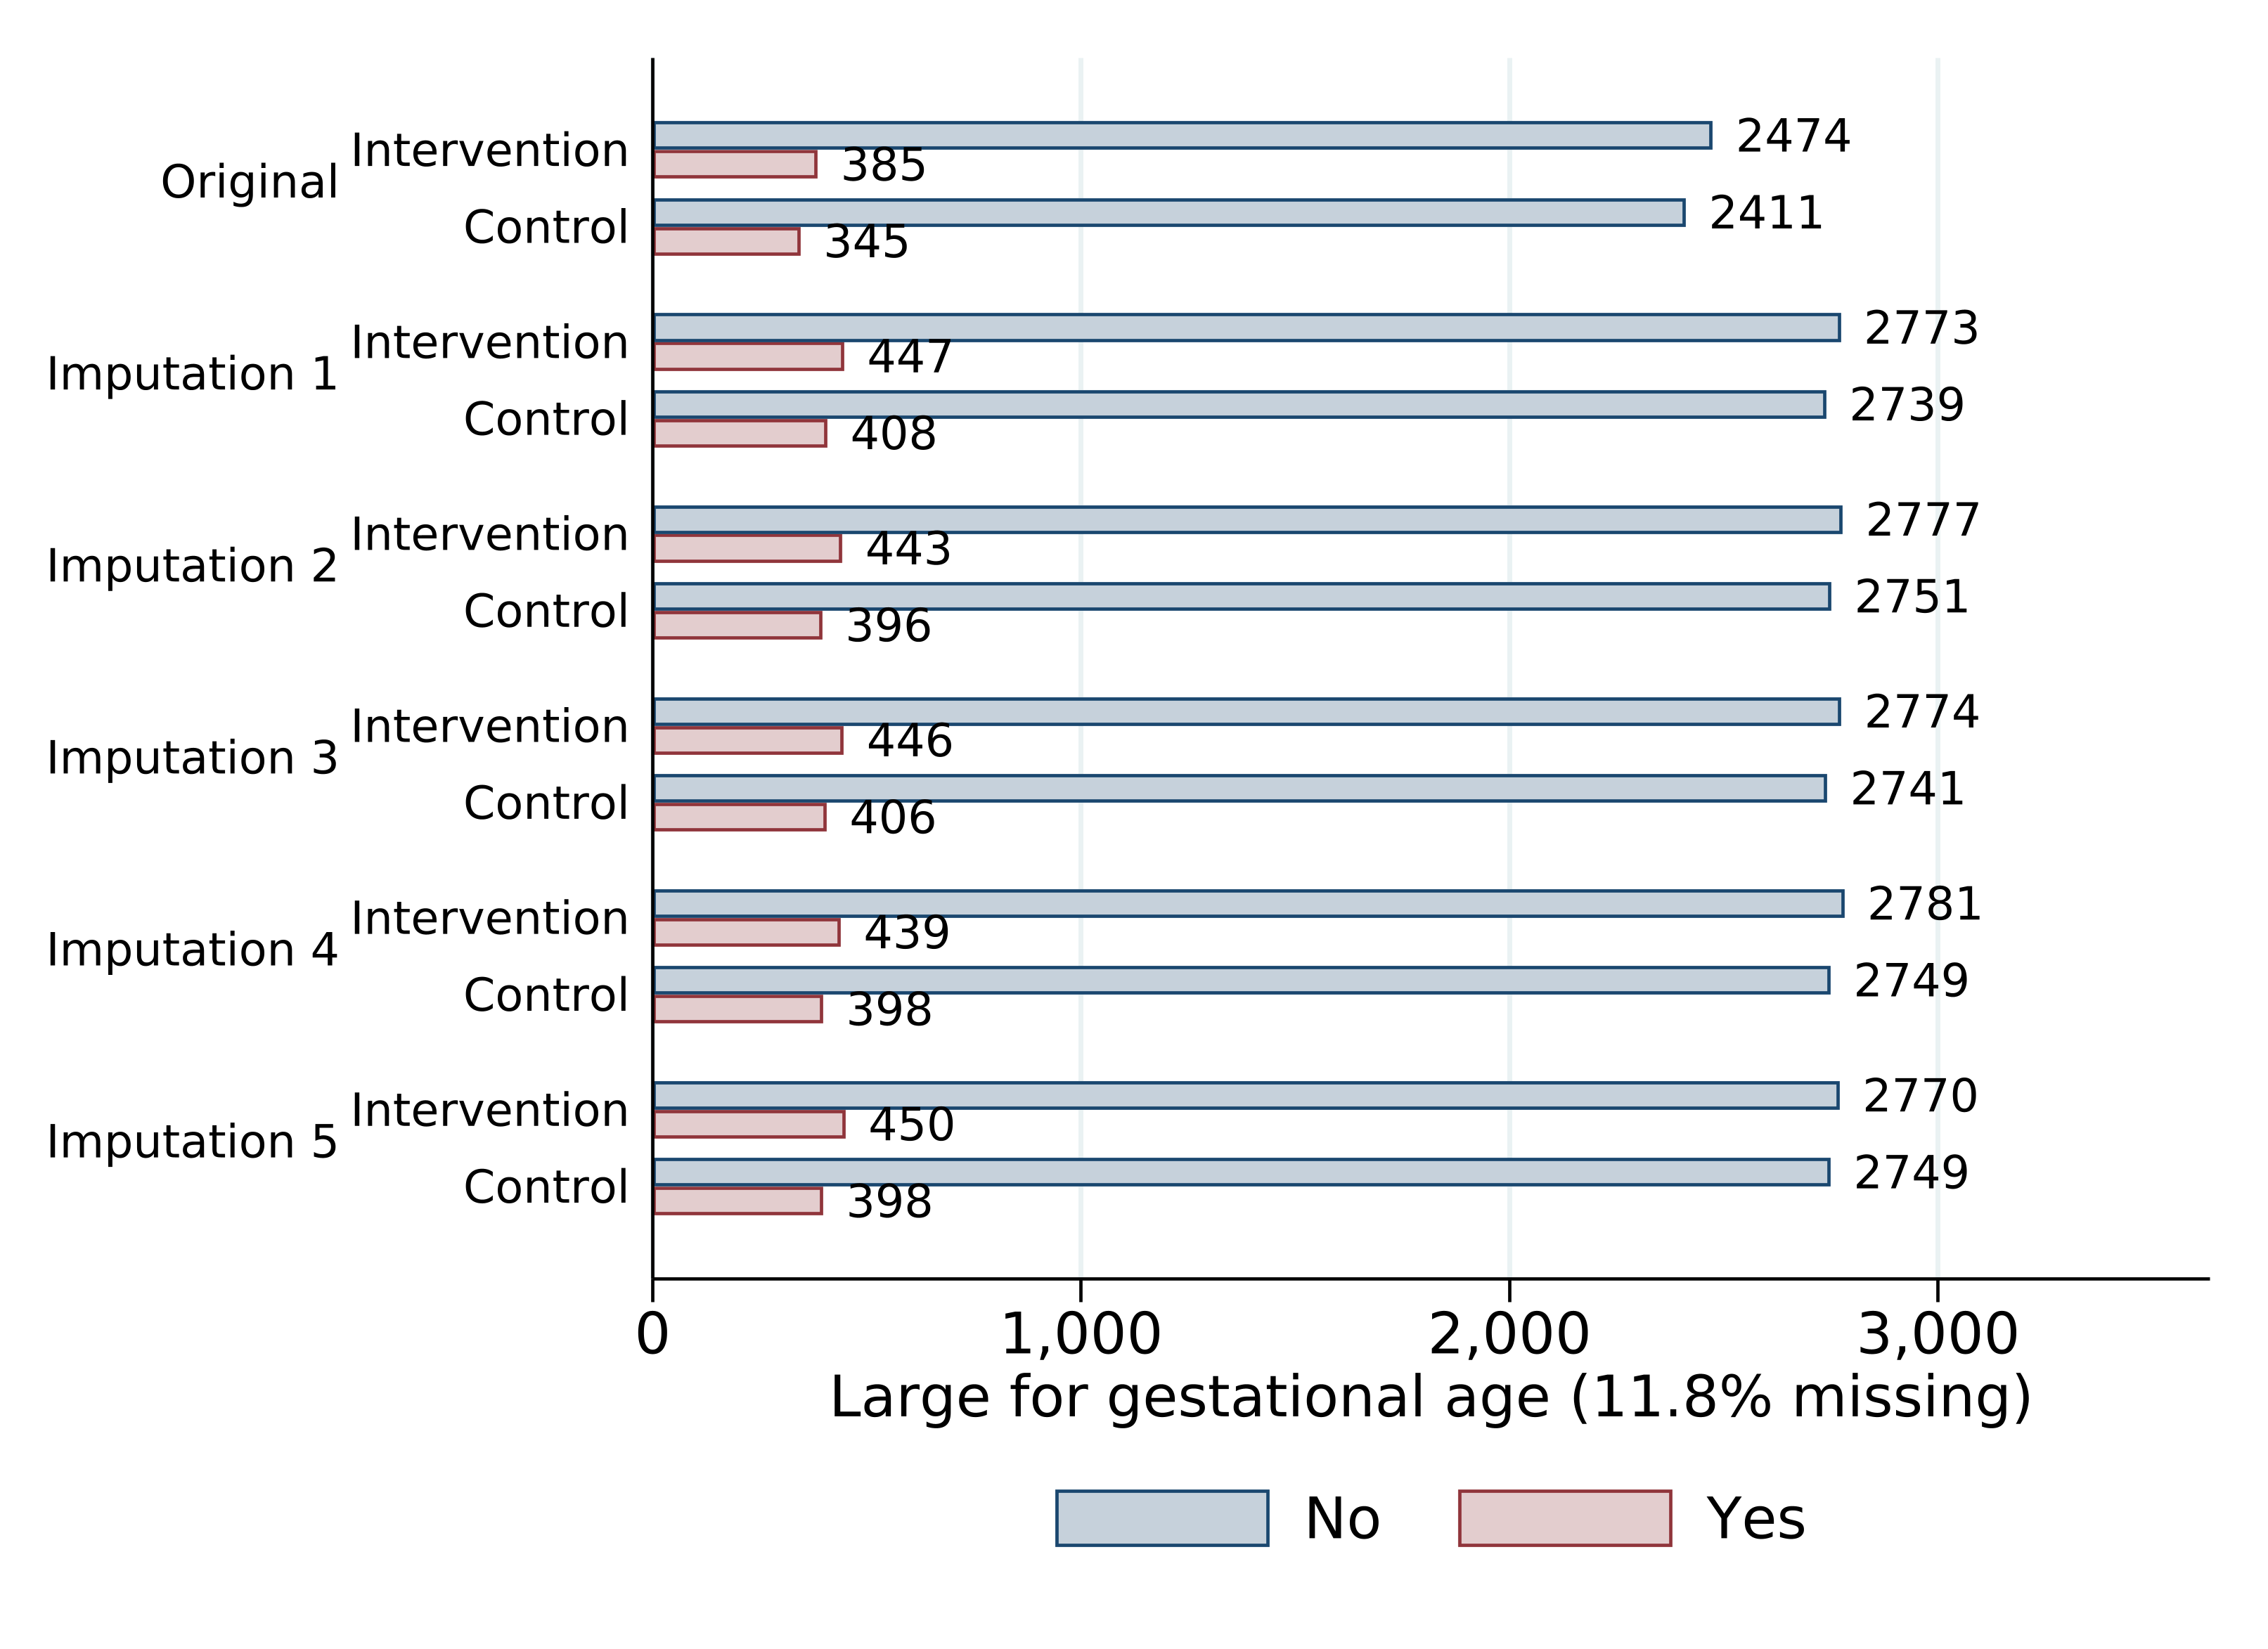 Original
Intervention 2474
385
Control 2411
345
Imputation 1
Intervention 2773
447
Control 2739
408
Imputation 2
Intervention 2777
443
Control 2751
396
Imputation 3
Intervention 2774
446
Control 2741
406
Imputation 4
Intervention 2781
439
Control 2749
398
Imputation 5
Intervention 2770
450
Control 2749
398
0 1,000 2,000 3,000
Large for gestational age (11.8% missing)
No Yes